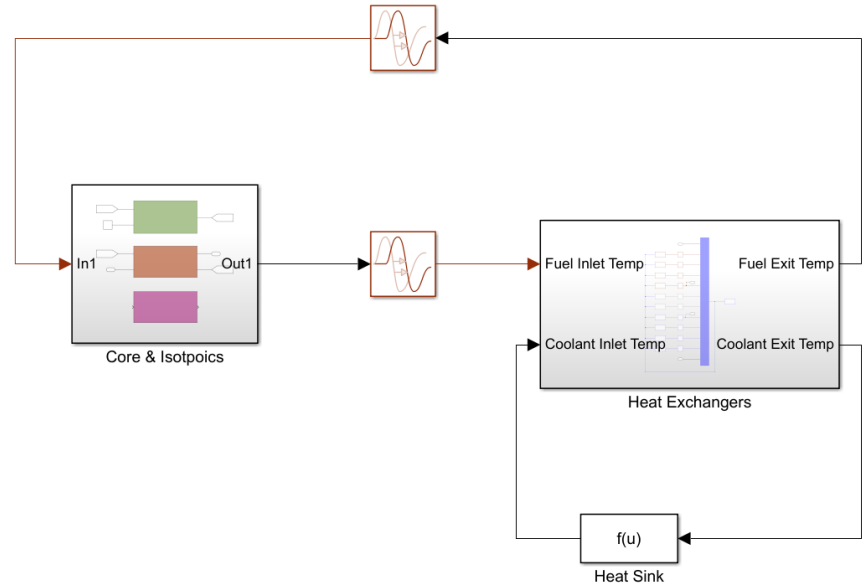 In1
Out1
Core & Isotpoics
Fuel Inlet Temp
Fuel Exit Temp
Coolant Inlet Temp
Coolant Exit Temp
Heat Exchangers
f(u)
Heat Sink